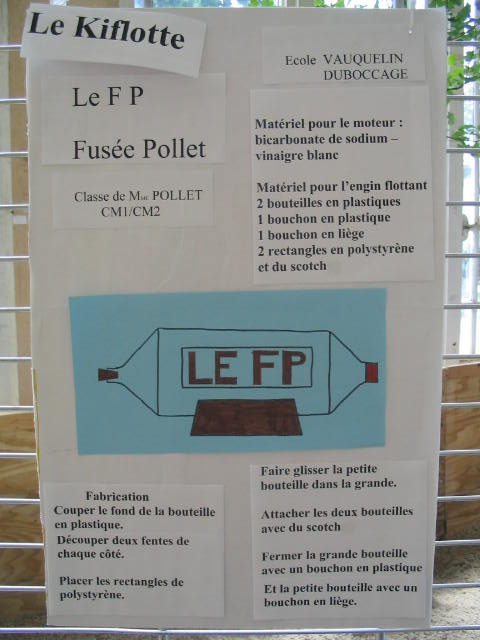 Le Kiflotte
Ecole VAUQUELIN
DUBOCCAGE
Le F P
Fusée Pollet
Classe de MME POLLET
CM1/CM2
Matériel pour le moteur :
bicarbonate de sodium –
vinaigre blanc
Matériel pour l'engin flottant
2 bouteilles en plastiques
1 bouchon en plastique
1 bouchon en liège
2 rectangles en polystyrène
et du scotch
LE FP
Fabrication
Couper le fond de la bouteille
en plastique.
Découper deux fentes de
chaque côté.
Placer les rectangles de
polystyrène.
Faire glisser la petite
bouteille dans la grande.
Attacher les deux bouteilles
avec du scotch
Fermer la grande bouteille
avec un bouchon en plastique
Et la petite bouteille avec un
bouchon en liège.